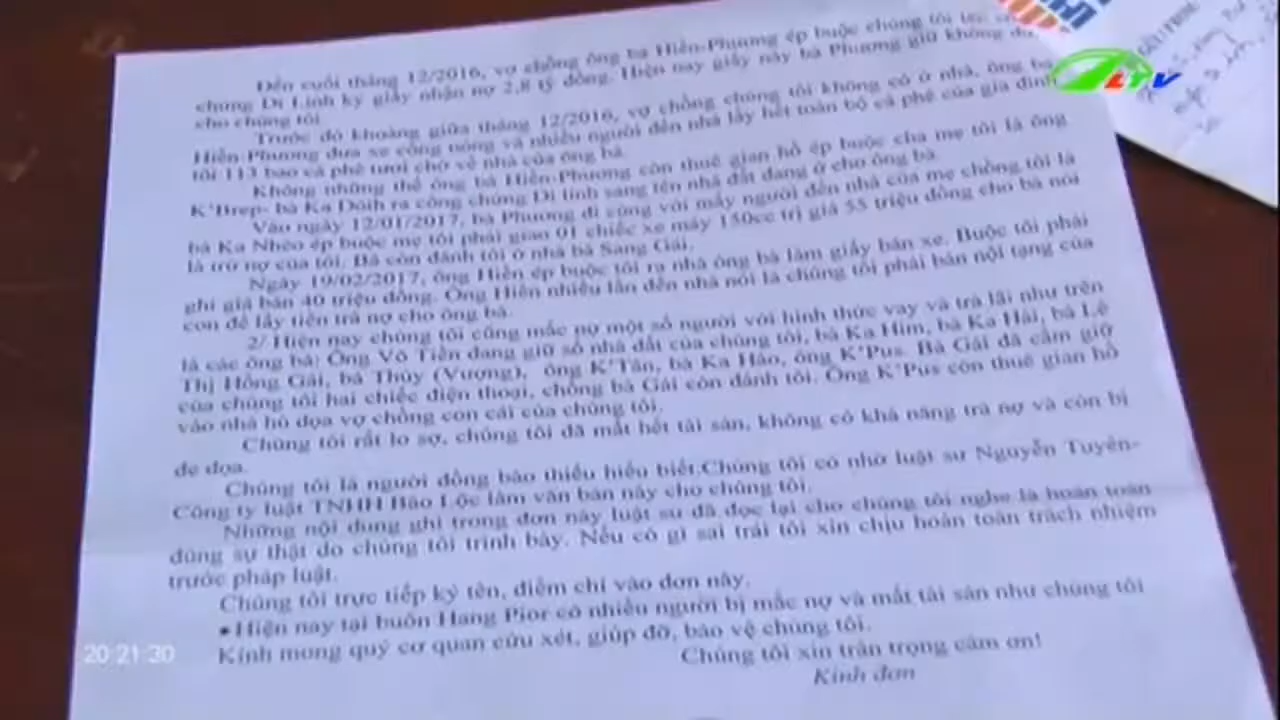 Đến cuối tháng 12/2016, vợ chồng ông bà Hiền-Phương ép buộc chúng tôi
chứng Di Linh ký giấy nhận nợ 2,8 tỷ đồng. Hiện nay giấy này bà Phương giữ không
cho chúng tôi.
Trước đó khoảng giữa tháng 12/2016, vợ chồng chúng tôi không có ở nhà, ông bà
Hiền-Phương đưa xe công nông và nhiều người đến nhà lấy hết toàn bộ cà phê của gia đình
tôi 113 bao cà phê tươi chở về nhà của ông bà.
Không những thế ông bà Hiền-Phương còn thuê gian hồ ép buộc cha mẹ tôi là ông
K'Brep- bà Ka Dôih ra công chứng Di linh sang tên nhà đất đang ở cho ông bà.
Vào ngày 12/01/2017, bà Phương đi cùng với mấy người đến nhà của mẹ chồng tôi là
bà Ka Nhèo ép buộc mẹ tôi phải giao 01 chiếc xe máy 150cc trị giá 55 triệu đồng cho bà nói
là trừ nợ của tôi. Bà còn đánh tôi ở nhà bà Sang Gái.
Ngày 19/02/2017, ông Hiền ép buộc tôi ra nhà ông bà làm giấy bán xe. Buộc tôi phải
ghi giá bán 40 triệu đồng. Ông Hiền nhiều lần đến nhà nói là chúng tôi phải bán nội tạng của
con để lấy tiền trả nợ cho ông bà.
2/ Hiện nay chúng tôi cũng mắc nợ một số người với hình thức vay và trả lãi như trên
là các ông bà: Ông Võ Tiền đang giữ sổ nhà đất của chúng tôi, bà Ka Him, bà Ka Hài, bà Lê
Thị Hồng Gái, bà Thúy (Vượng), ông K'Tân, bà Ka Hào, ông K'Pus. Bà Gái đã cầm giữ
của chúng tôi hai chiếc điện thoại, chồng bà Gái còn đánh tôi. Ông K'Pus còn thuê gian hồ
vào nhà hò dọa vợ chồng con cái của chúng tôi.
Chúng tôi rất lo sợ, chúng tôi đã mất hết tài sản, không có khả năng trả nợ và còn bị
đe dọa.
Chúng tôi là người đồng bào thiếu hiểu biết.Chúng tôi có nhờ luật sư Nguyễn Tuyên-
Công ty luật TNHH Bảo Lộc làm văn bản này cho chúng tôi.
Những nội dung ghi trong đơn này luật sư đã đọc lại cho chúng tôi nghe là hoàn toàn
đúng sự thật do chúng tôi trình bày. Nếu có gì sai trái tôi xin chịu hoàn toàn trách nhiệm
trước pháp luật.
Chúng tôi trực tiếp ký tên, điểm chỉ vào đơn này.
•Hiện nay tại buôn Hang Pior có nhiều người bị mắc nợ và mất tài sản như chúng tôi
Kính mong quý cơ quan cứu xét, giúp đỡ, bảo vệ chúng tôi.
Chúng tôi xin trân trọng cảm ơn!
Kính đơn
LTV
20:21:30